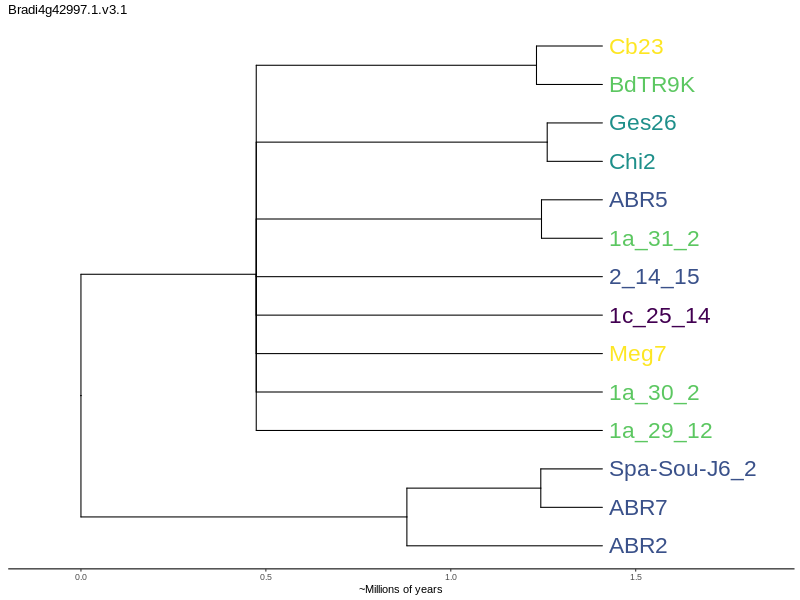 Bradi4g42997.1.v3.1
Cb23
BdTR9K
Ges26
Chi2
ABR5
1a_31_2
2_14_15
1c_25_14
Meg7
1a_30_2
1a_29_12
Spa-Sou-J6_2
ABR7
ABR2
0.0 0.5 1.0 1.5
~Millions of years